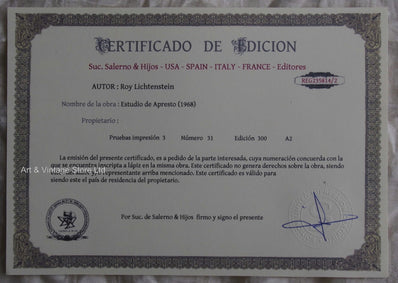 CERTIFICADO DE EDICION
Suc. Salerno & Hijos - USA - SPAIN - ITALY - FRANCE - Editores
REG235814/2
AUTOR : Roy Lichtenstein
Nombre de la obra : Estudio de Apresto (1968)
Propietario :
Pruebas impresión 3 Número 31 Edición 300 A2
La emisión del presente certificado, es a pedido de la parte interesada, cuya numeración concuerda con la
que se encuentra inscripta a lápiz en la misma obra. Este certificado no genera derechos sobre la obra, siendo
representante arriba mencionado. Este certificado es válido para
siendo este el país de residencia del propietario.
Art & Vintage Store Ltd
Por Suc. de Salerno & Hijos firmo y signo el presente